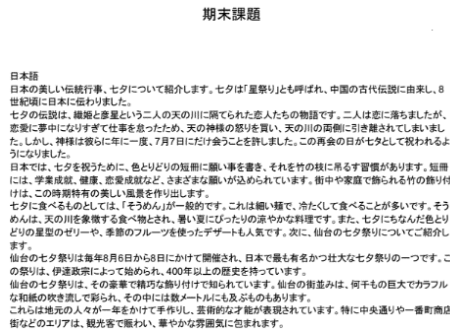 期末課題
日本語
日本の美しい伝統行事、七夕について紹介します。七夕は「星祭り」とも呼ばれ、中国の古代伝説に由来し、8
世紀頃に日本に伝わりました。
七夕の伝説は、織姫と彦星という二人の天の川に隔てられた恋人たちの物語です。二人は恋に落ちましたが、
恋愛に夢中になりすぎて仕事を怠ったため、天の神様の怒りを買い、天の川の両側に引き離されてしまいまし
た。しかし、神様は彼らに年に一度、7月7日にだけ会うことを許しました。この再会の日が七夕として祝われるよ
うになりました。
日本では、七夕を祝うために、色とりどりの短冊に願い事を書き、それを竹の枝に吊るす習慣があります。短冊
には、学業成就、健康、恋愛成就など、さまざまな願いが込められています。街中や家庭で飾られる竹の飾り付
けは、この時期特有の美しい風景を作り出します。
七夕に食べるものとしては、「そうめん」が一般的です。これは細い麺で、冷たくして食べることが多いです。そう
めんは、天の川を象徴する食べ物とされ、暑い夏にぴったりの涼やかな料理です。また、七夕にちなんだ色とり
どりの星型のゼリーや、季節のフルーツを使ったデザートも人気です。次に、仙台の七夕祭りについてご紹介し
ます。
仙台の七夕祭りは毎年8月6日から8日にかけて開催され、日本で最も有名かつ壮大な七夕祭りの一つです。こ
の祭りは、伊達政宗によって始められ、400年以上の歴史を持っています。
仙台の七夕祭りは、その豪華で精巧な飾り付けで知られています。仙台の街並みは、何千もの巨大でカラフル
な和紙の吹き流しで彩られ、その中には数メートルにも及ぶものもあります。
これらは地元の人々が一年をかけて手作りし、芸術的な才能が表現されています。特に中央通りや一番町商店
街などのエリアは、観光客で賑わい、華やかな雰囲気に包まれます。